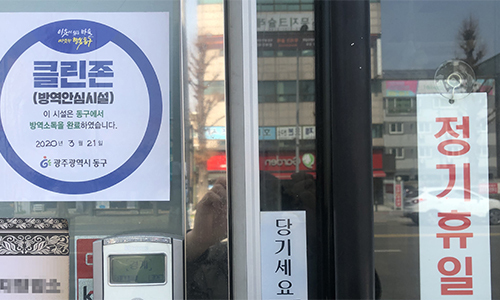 클린존
(방역안심시설)
이 시설은 동구에서
방역소독을 완료하였습니다.
2020년 3월 21일
광주광역시 동구
당기세요
정기휴일
Garden